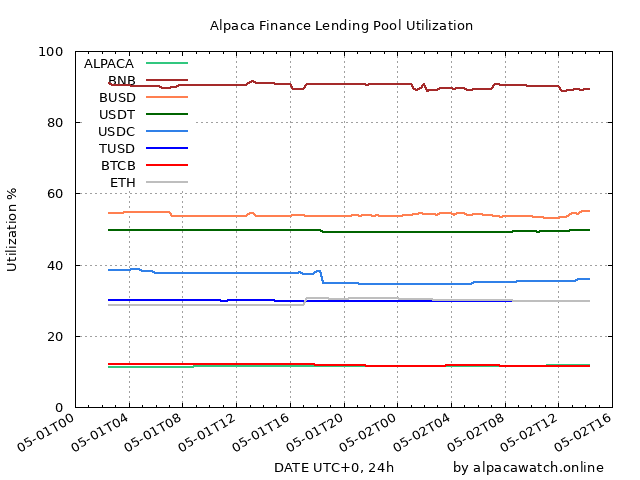 Alpaca Finance Lending Pool Utilization
Utilization %
100
80
60
40
20
0
ALPACA
BNB
BUSD
USDT
USDC
TUSD
BTCB
ETH
05-01T00
05-01T04
05-01T08
05-01T12
05-01T16
05-01T20
05-02T00
05-02T04
05-02T08
05-02T12
05-02T16
DATE UTC+0, 24h
by alpacawatch.online